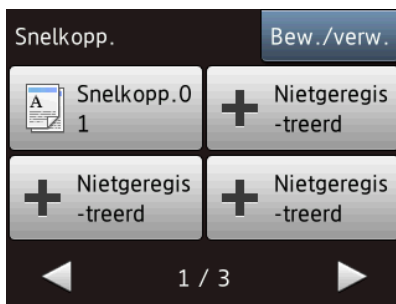 Snelkopp. Bew./verw.
A Snelkopp.0 Nietgeregis
1 -treerd
Nietgeregis Nietgeregis
-treerd -treerd
1 / 3